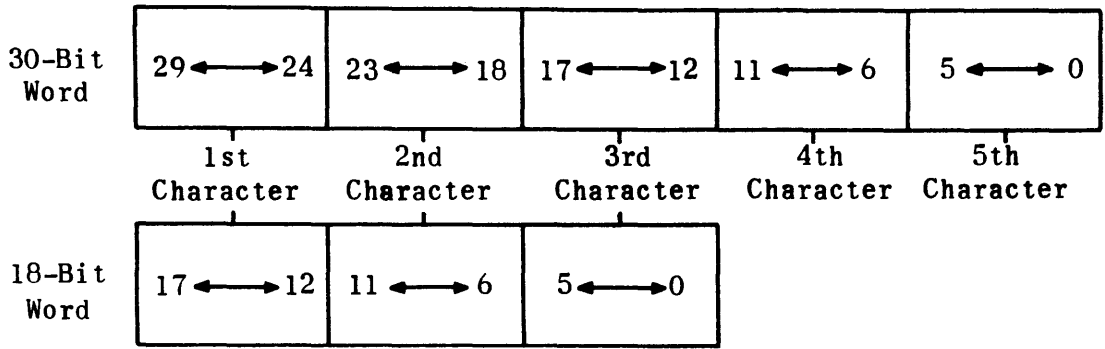 30-Bit
Word
29 24 23 18 17 12 11 6 5 0
1st 2nd 3rd 4th 5th
Character Character Character Character Character
18-Bit
Word
17 12 11 6 5 0